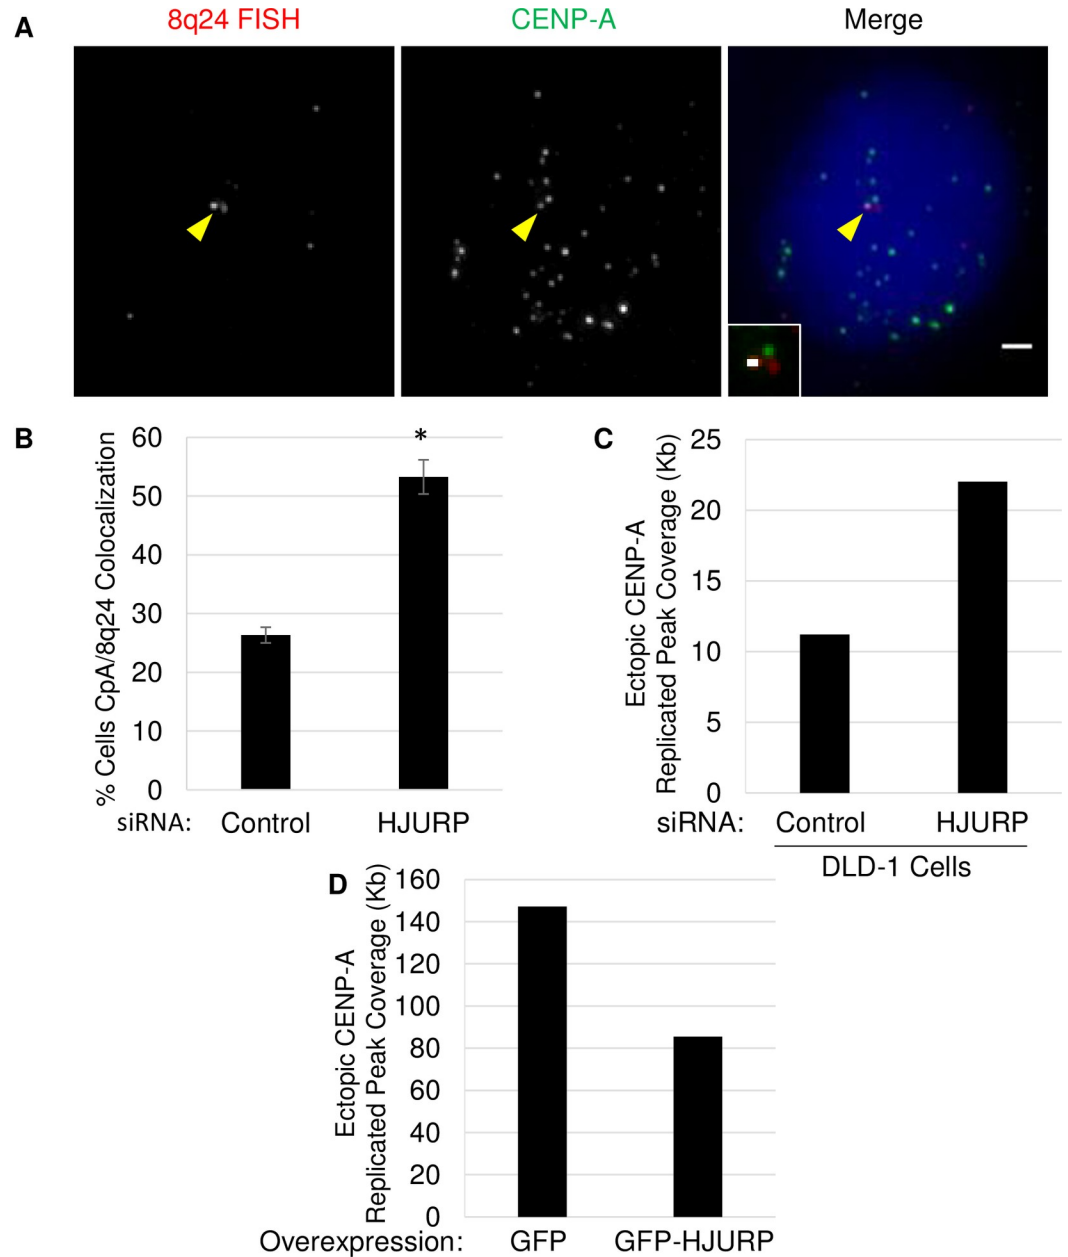 A
8q24 FISH
CENP-A
Merge
B
% Cells CpA/8q24 Colocalization
60
50
40
30
20
10
0
*
siRNA: Control HJURP
C
Ectopic CENP-A
Replicated Peak Coverage (Kb)
25
20
15
10
5
0
siRNA: Control HJURP
DLD-1 Cells
D
Ectopic CENP-A
Replicated Peak Coverage (Kb)
160
140
120
100
80
60
40
20
0
Overexpression: GFP GFP-HJURP